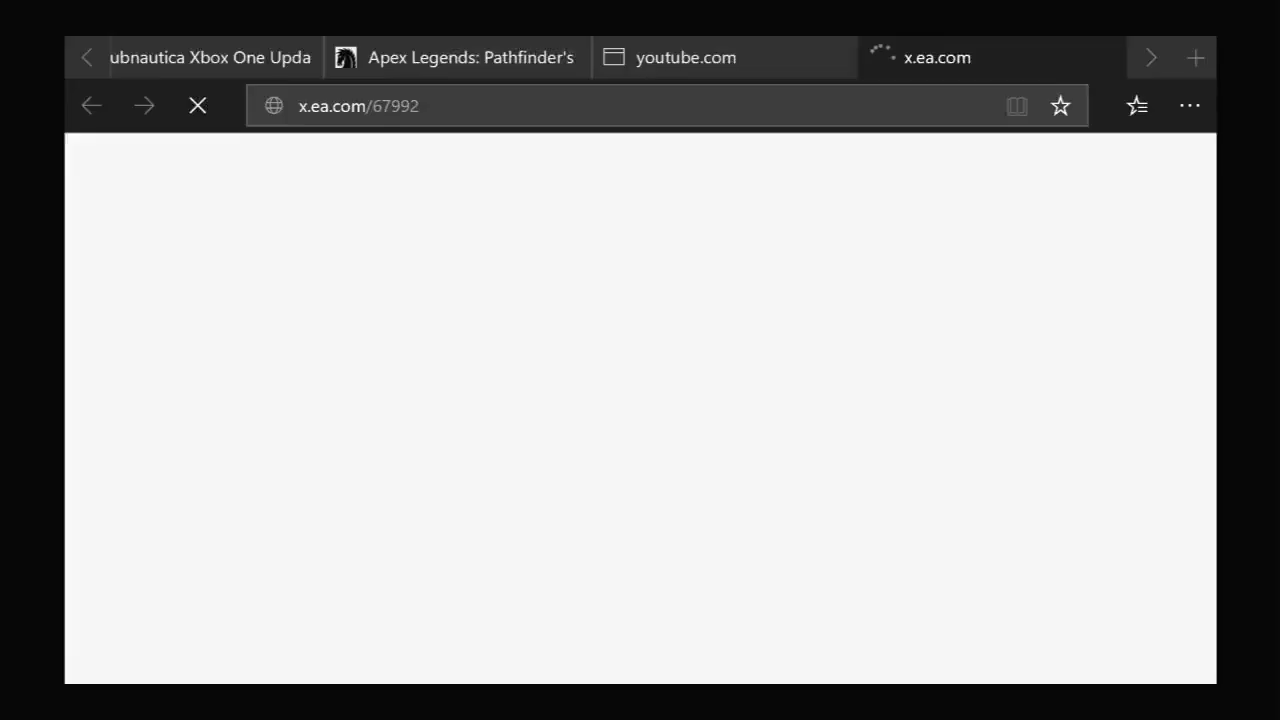 ubnautica Xbox One Upda
Apex Legends: Pathfinder's
youtube.com
x.ea.com
x.ea.com/67992